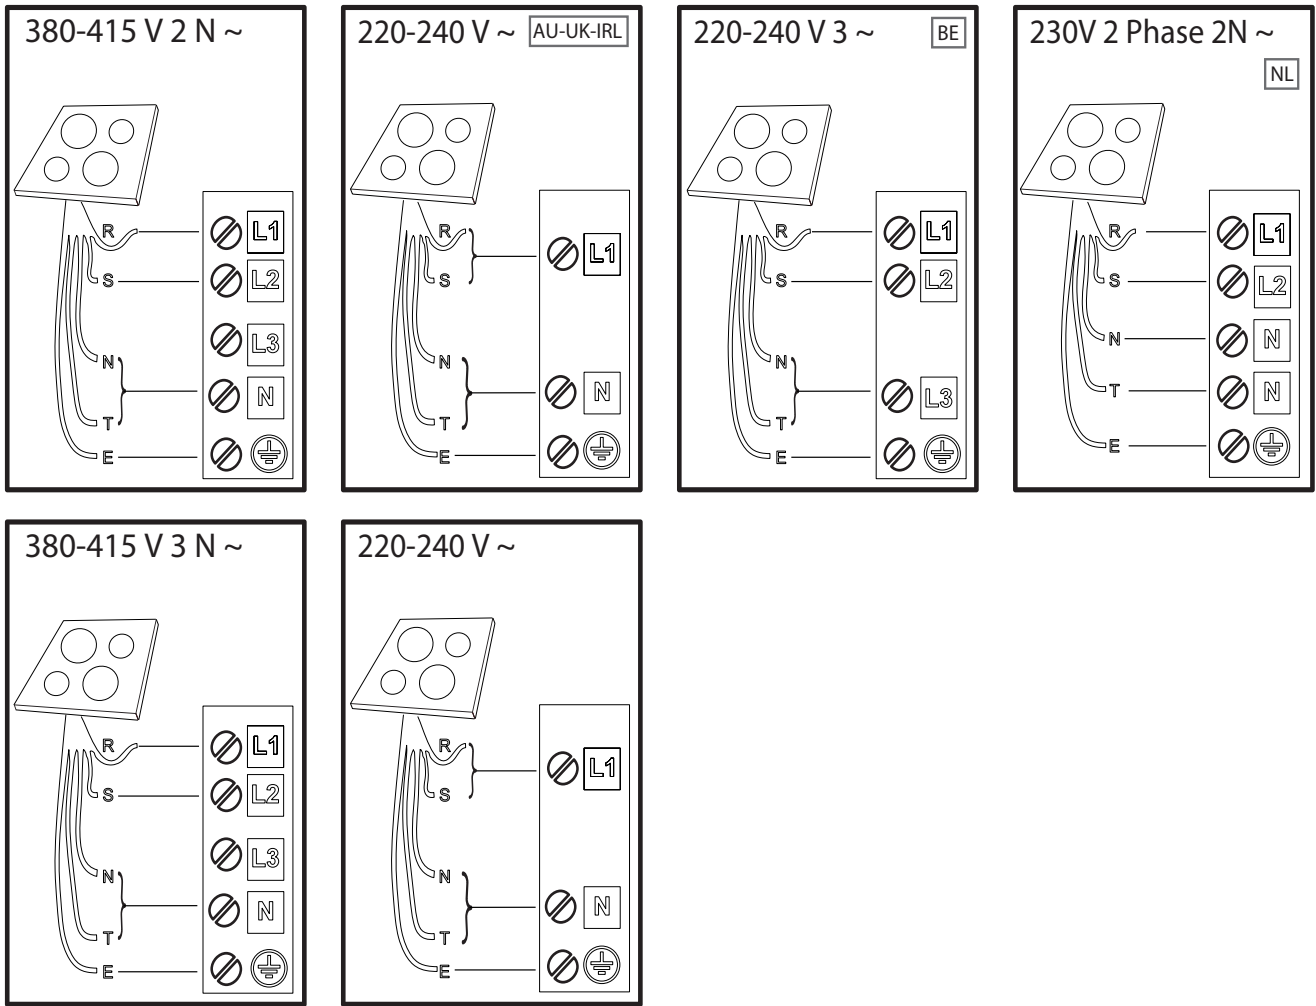 380-415 V 2 N ~
R L1
S L2
L3
N
N
T
E
220-240 V ~ AU-UK-IRL
R
L1
S
N
N
T
E
220-240 V 3 ~ BE
R L1
S L2
N
L3
T
E
230V 2 Phase 2N ~
NL
R L1
S L2
N N
T N
E
380-415 V 3 N ~
R L1
S L2
L3
N
N
T
E
220-240 V ~
R
L1
S
N
N
T
E